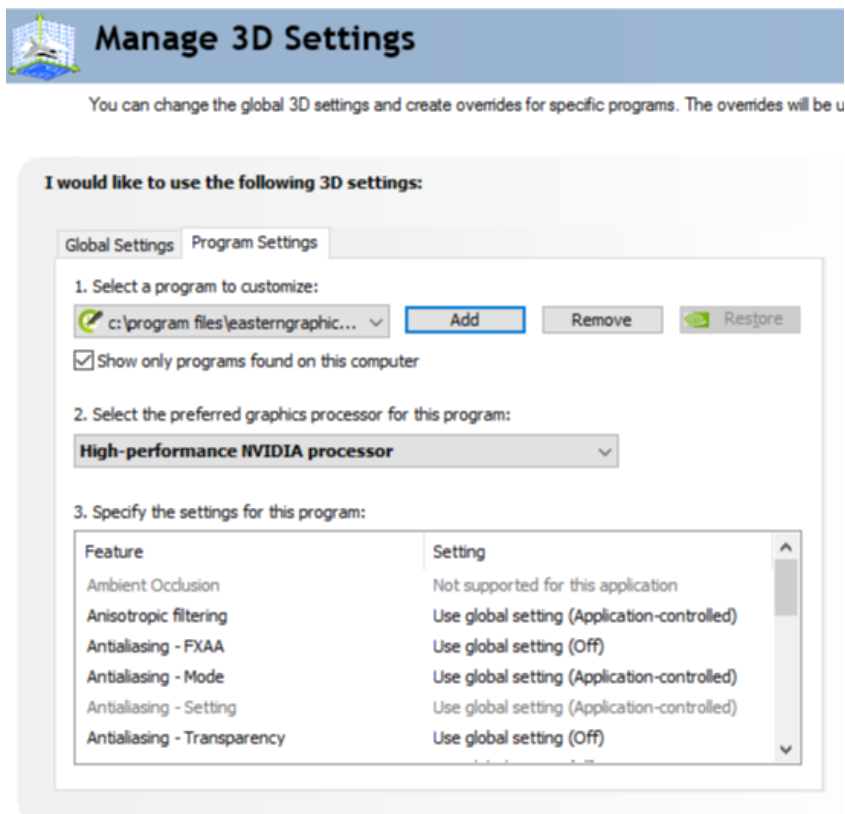 Manage 3D Settings
You can change the global 3D settings and create overrides for specific programs. The overrides will be u
I would like to use the following 3D settings:
Global Settings Program Settings
1. Select a program to customize:
c:\program files\easterngraphic... Add Remove Restore
Show only programs found on this computer
2. Select the preferred graphics processor for this program:
High-performance NVIDIA processor
3. Specify the settings for this program:
Feature Setting
Ambient Occlusion Not supported for this application
Anisotropic filtering Use global setting (Application-controlled)
Antialiasing - FXAA Use global setting (Off)
Antialiasing - Mode Use global setting (Application-controlled)
Antialiasing - Setting Use global setting (Application-controlled)
Antialiasing - Transparency Use global setting (Off)